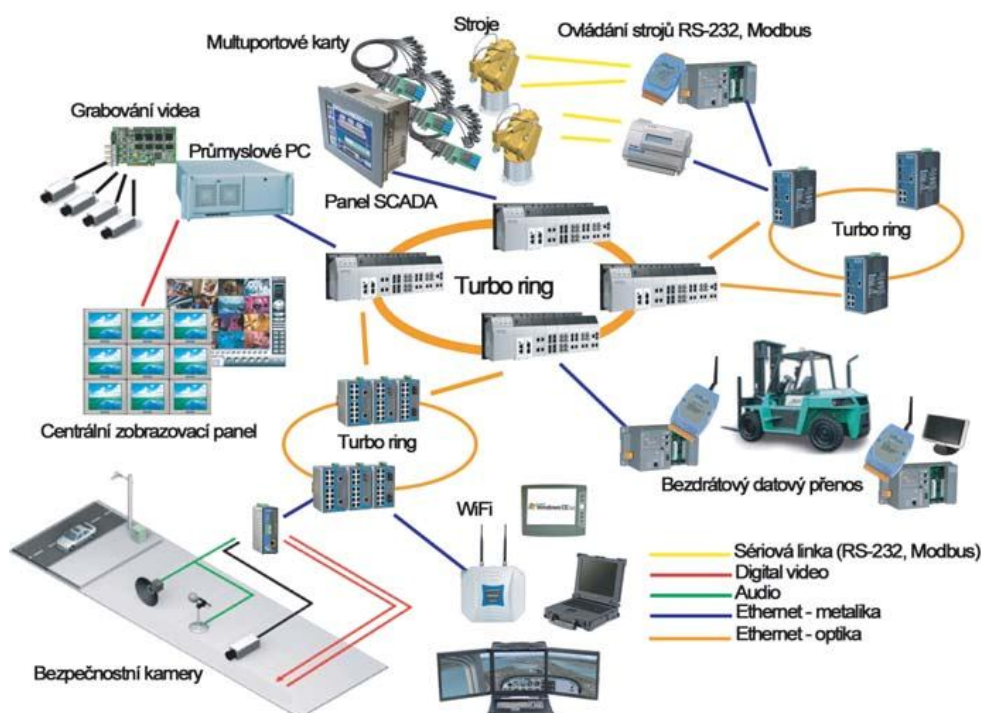 Stroje
Multuportové karty
Ovládání strojů RS-232, Modbus
Grabování videa
Průmyslové PC
Panel SCADA
Turbo ring
Turbo ring
Centrální zobrazovací panel
Turbo ring
Bezdrátový datový přenos
WiFi
Windows CE
Sériová linka (RS-232, Modbus)
Digital video
Audio
Ethernet - metalika
Ethernet - optika
Bezpečnostní kamery